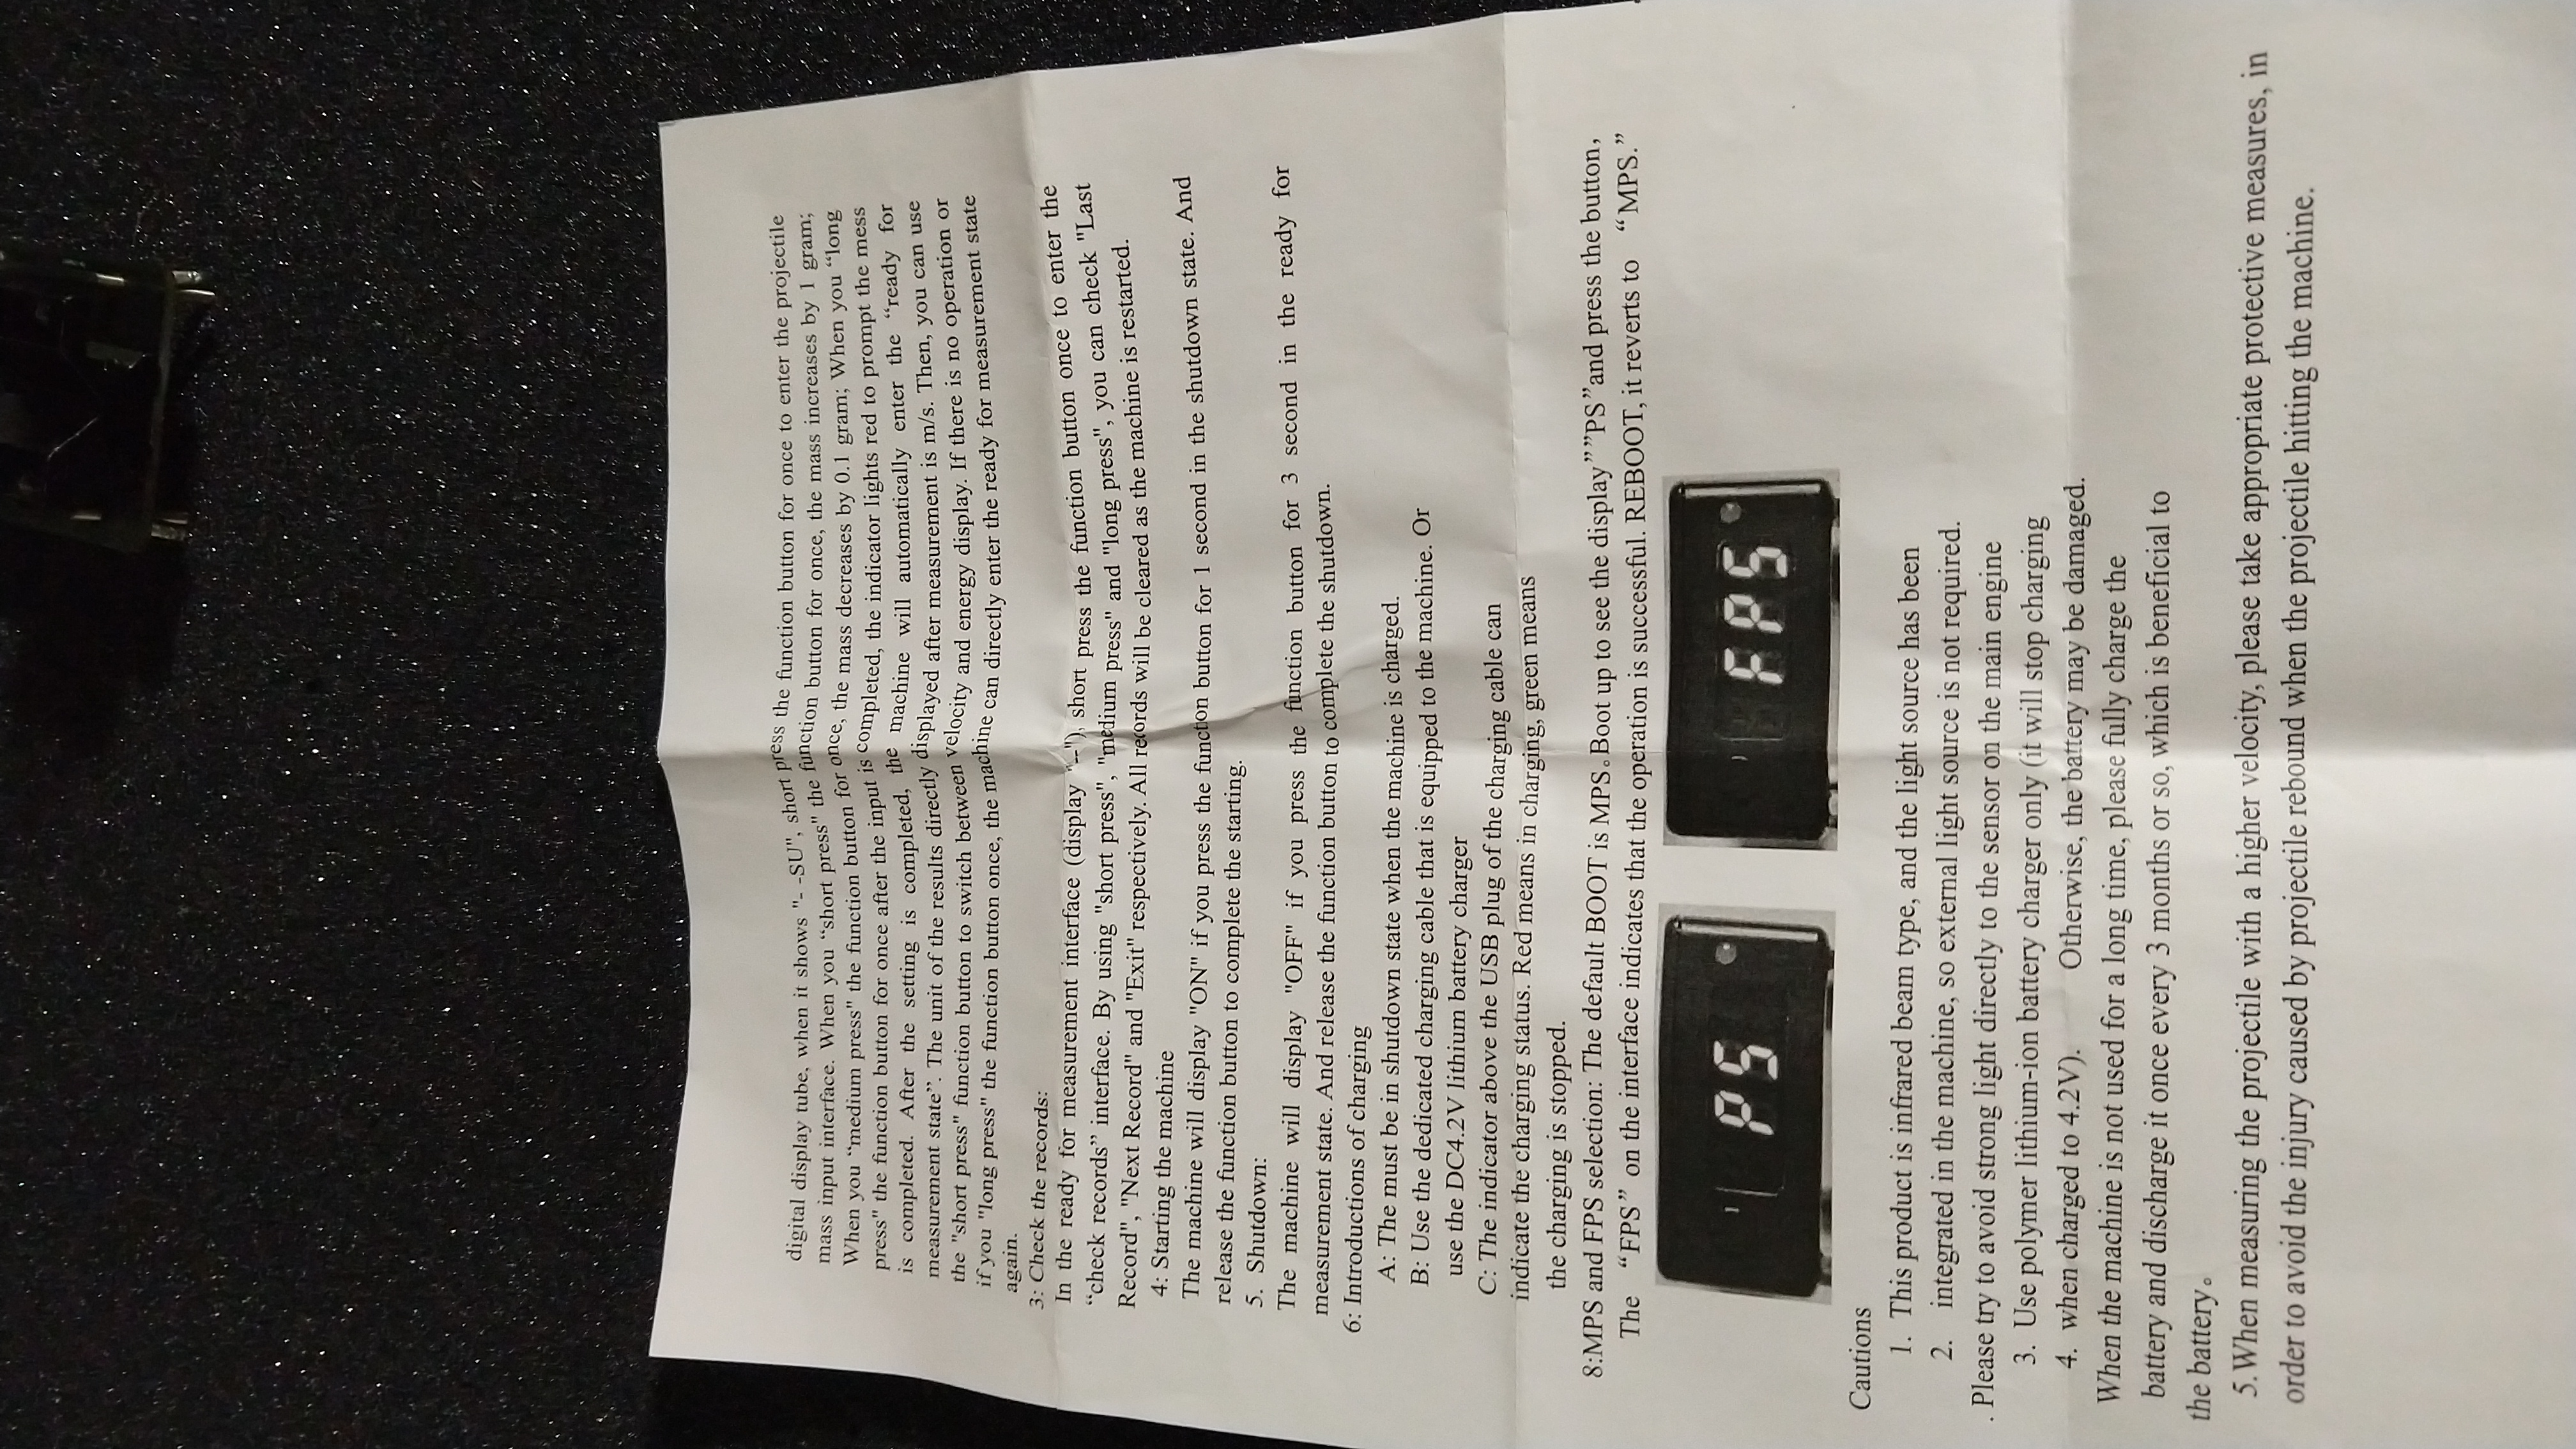 digital display tube, when it shows "- -SU", short press the function button for once to enter the projectile
mass input interface. When you “short press" the function button for once, the mass increases by 1 gram;
When you “medium press" the function button for once, the mass decreases by 0.1 gram; When you “long
press" the function button for once after the input is completed, the indicator lights red to prompt the mess
is completed. After the setting is completed, the machine will automatically enter the “ready for
measurement state”. The unit of the results directly displayed after measurement is m/s. Then, you can use
the "short press" function button to switch between velocity and energy display. If there is no operation or
if you "long press" the function button once, the machine can directly enter the ready for measurement state
again.
3: Check the records:
In the ready for measurement interface (display "--"), short press the function button once to enter the
“check records” interface. By using "short press", "medium press" and "long press", you can check "Last
Record", "Next Record" and "Exit" respectively. All records will be cleared as the machine is restarted.
4: Starting the machine
The machine will display "ON" if you press the function button for 1 second in the shutdown state. And
release the function button to complete the starting.
5. Shutdown:
The machine will display "OFF" if you press the function button for 3 second in the ready for
measurement state. And release the function button to complete the shutdown.
6: Introductions of charging
A: The must be in shutdown state when the machine is charged.
B: Use the dedicated charging cable that is equipped to the machine. Or
use the DC4.2V lithium battery charger
C: The indicator above the USB plug of the charging cable can
indicate the charging status. Red means in charging, green means
the charging is stopped.
8:MPS and FPS selection: The default BOOT is MPS。Boot up to see the display””PS”and press the button,
The “FPS” on the interface indicates that the operation is successful. REBOOT, it reverts to “MPS.”
PS
FPS
Cautions
1. This product is infrared beam type, and the light source has been
2. integrated in the machine, so external light source is not required.
. Please try to avoid strong light directly to the sensor on the main engine
3. Use polymer lithium-ion battery charger only (it will stop charging
4. when charged to 4.2V). Otherwise, the battery may be damaged.
When the machine is not used for a long time, please fully charge the
battery and discharge it once every 3 months or so, which is beneficial to
the battery。
5. When measuring the projectile with a higher velocity, please take appropriate protective measures, in
order to avoid the injury caused by projectile rebound when the projectile hitting the machine.